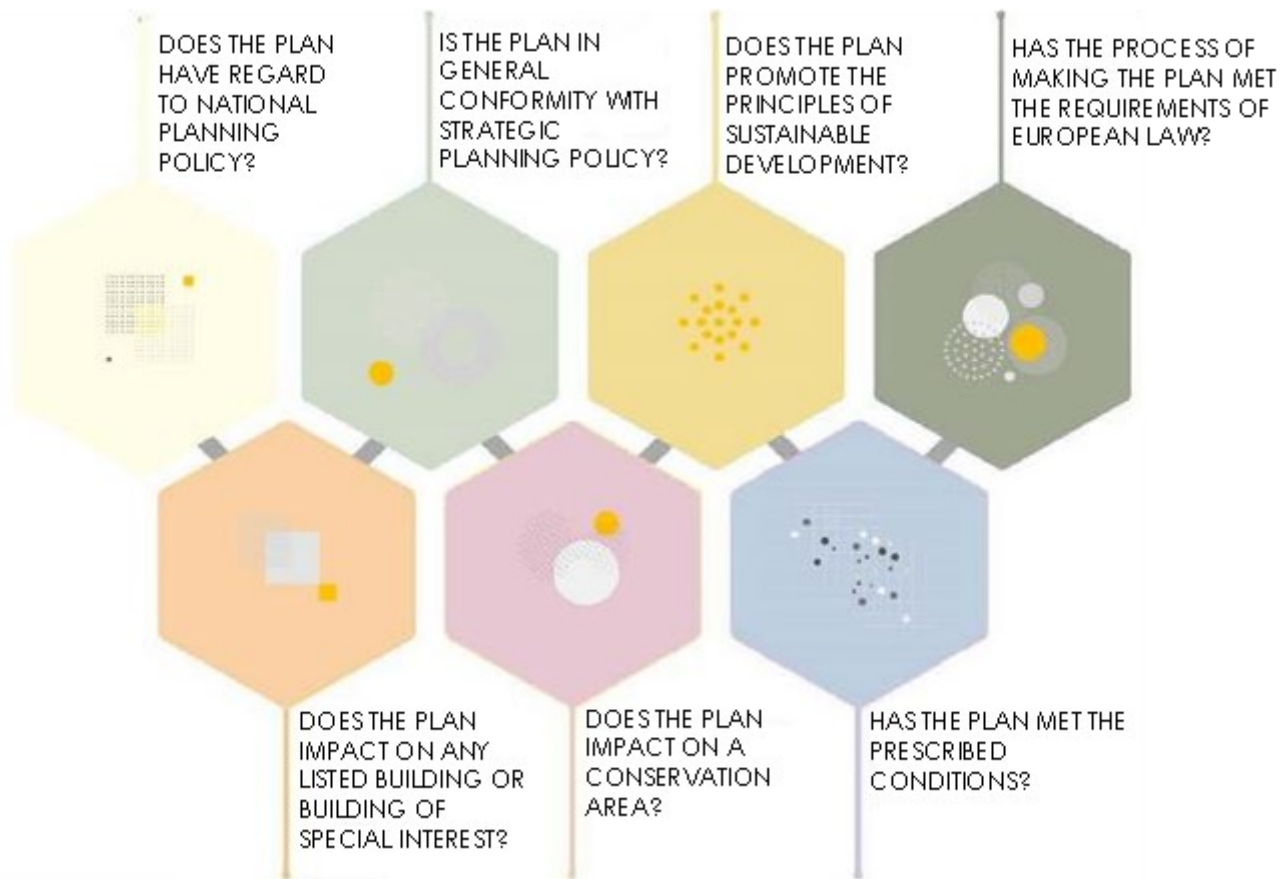 DOES THE PLAN
HAVE REGARD
TO NATIONAL
PLANNING
POLICY?
IS THE PLAN IN
GENERAL
CONFORMITY WITH
STRATEGIC
PLANNING POLICY?
DOES THE PLAN
PROMOTE THE
PRINCIPLES OF
SUSTAINABLE
DEVELOPMENT?
HAS THE PROCESS OF
MAKING THE PLAN MET
THE REQUIREMENTS OF
EUROPEAN LAW?
DOES THE PLAN
IMPACT ON ANY
LISTED BUILDING OR
BUILDING OF
SPECIAL INTEREST?
DOES THE PLAN
IMPACT ON A
CONSERVATION
AREA?
HAS THE PLAN MET THE
PRESCRIBED
CONDITIONS?